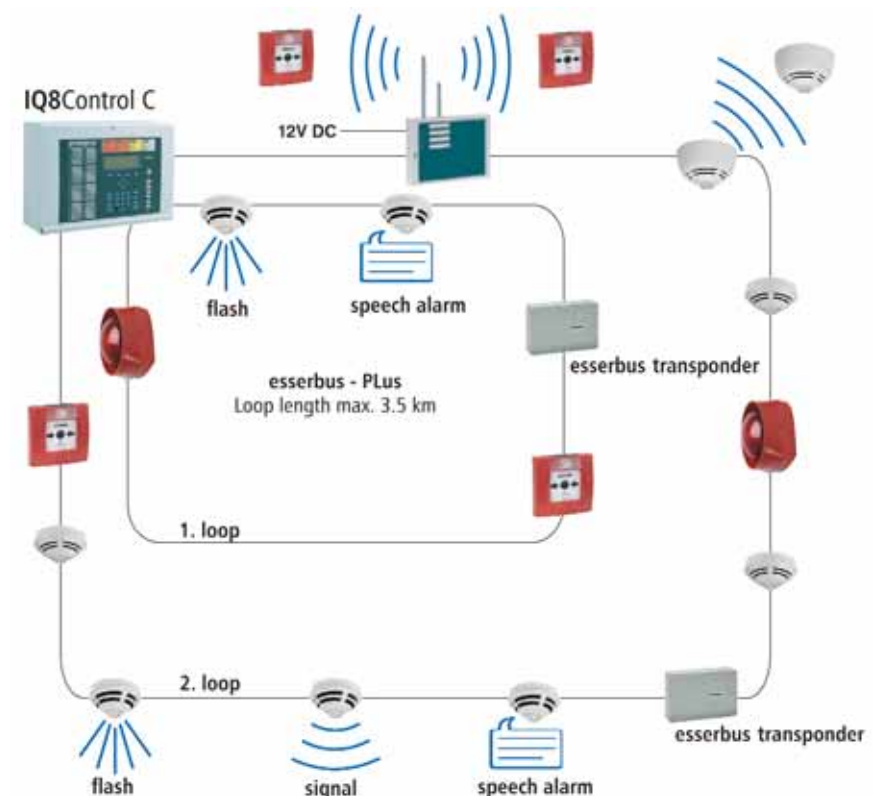 IQ8Control C
12V DC
flash
speech alarm
esserbus transponder
esserbus - PLus
Loop length max. 3.5 km
1. loop
2. loop
esserbus transponder
flash
signal
speech alarm